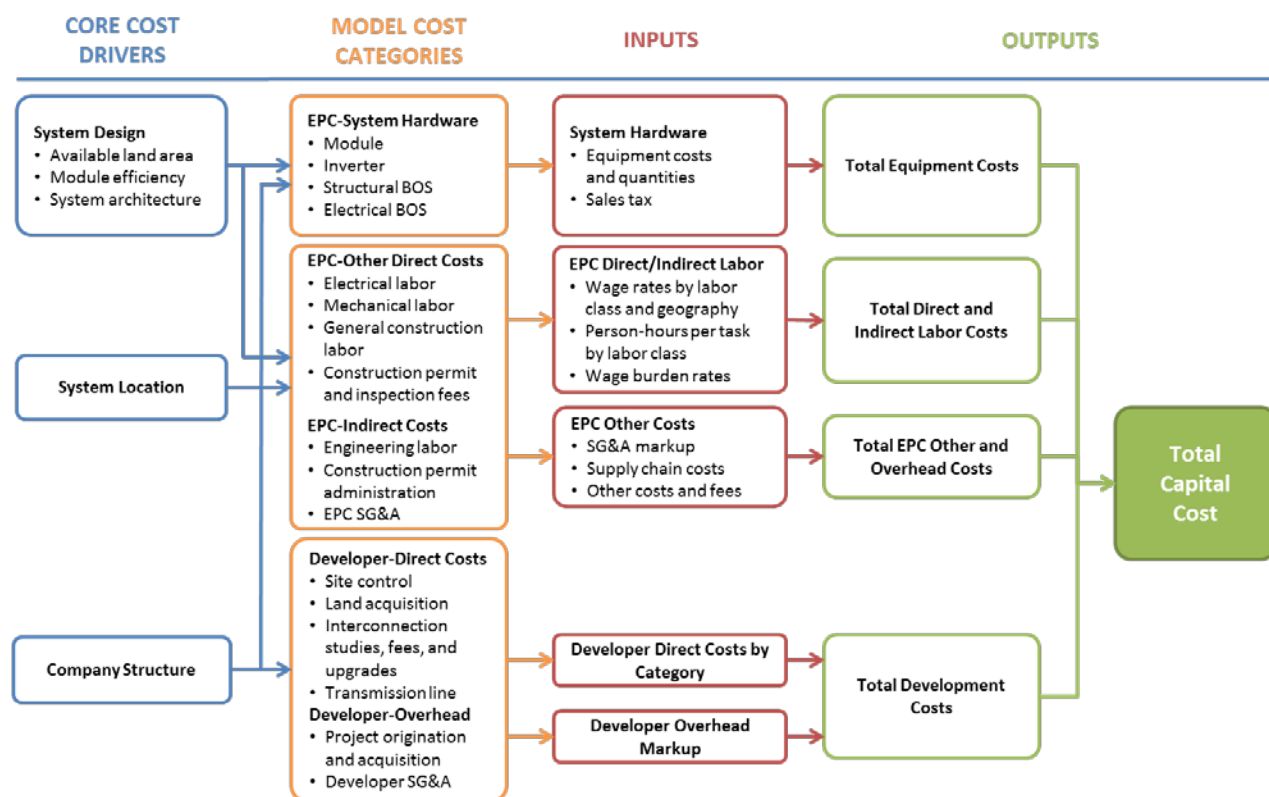 CORE COST
DRIVERS
MODEL COST
CATEGORIES
INPUTS
OUTPUTS
System Design
• Available land area
• Module efficiency
• System architecture
System Location
Company Structure
EPC-System Hardware
• Module
• Inverter
• Structural BOS
• Electrical BOS
EPC-Other Direct Costs
• Electrical labor
• Mechanical labor
• General construction
labor
• Construction permit
and inspection fees
EPC-Indirect Costs
• Engineering labor
• Construction permit
administration
• EPC SG&A
Developer-Direct Costs
• Site control
• Land acquisition
• Interconnection
studies, fees, and
upgrades
• Transmission line
Developer-Overhead
• Project origination
and acquisition
• Developer SG&A
System Hardware
• Equipment costs
and quantities
• Sales tax
EPC Direct/Indirect Labor
• Wage rates by labor
class and geography
• Person-hours per task
by labor class
• Wage burden rates
EPC Other Costs
• SG&A markup
• Supply chain costs
• Other costs and fees
Developer Direct Costs by
Category
Developer Overhead
Markup
Total Equipment Costs
Total Direct and
Indirect Labor Costs
Total EPC Other and
Overhead Costs
Total Development
Costs
Total
Capital
Cost